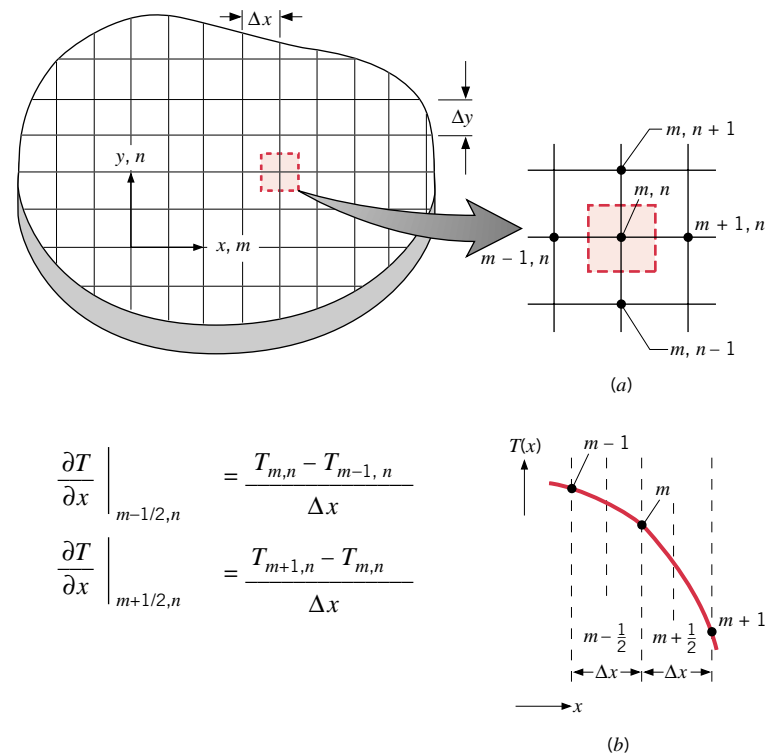 Δx
Δy
y, n
x, m
m, n + 1
m, n
m + 1, n
m – 1, n
m, n – 1
(a)
∂T/∂x |m–1/2,n = (Tm,n – Tm–1, n)/Δx
∂T/∂x |m+1/2,n = (Tm+1,n – Tm,n)/Δx
T(x)
m – 1
m
m + 1
m – 1/2
m + 1/2
Δx
Δx
x
(b)